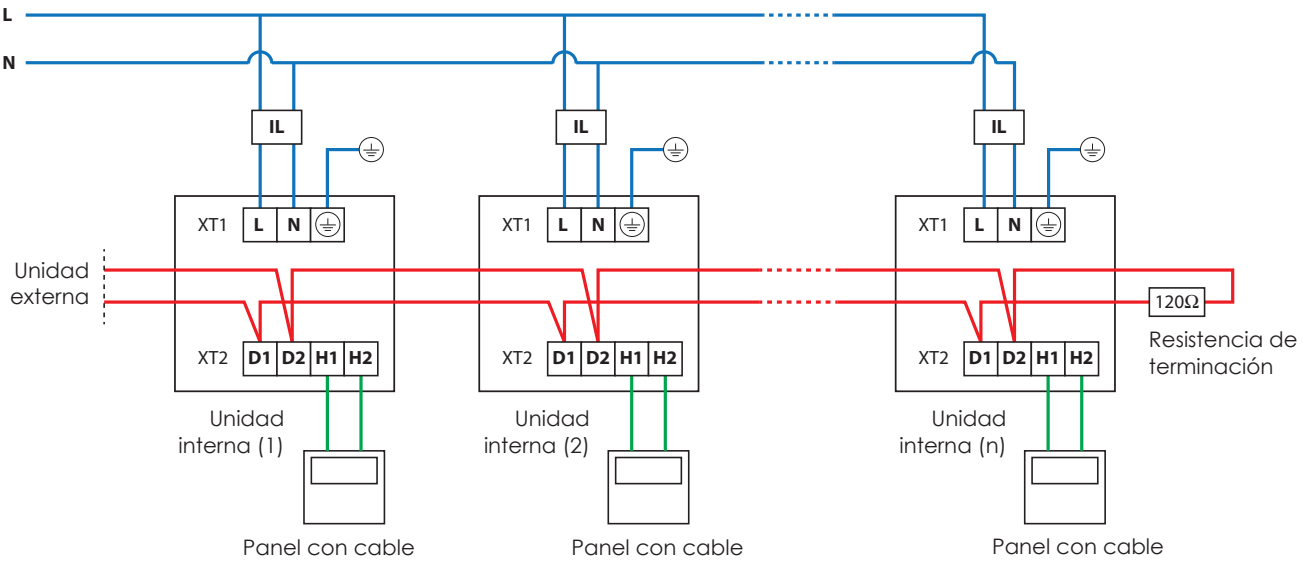 L
N
IL
IL
IL
XT1 L N
XT1 L N
XT1 L N
Unidad
externa
120Ω
Resistencia de
terminación
XT2 D1 D2 H1 H2
XT2 D1 D2 H1 H2
XT2 D1 D2 H1 H2
Unidad
interna (1)
Unidad
interna (2)
Unidad
interna (n)
Panel con cable
Panel con cable
Panel con cable